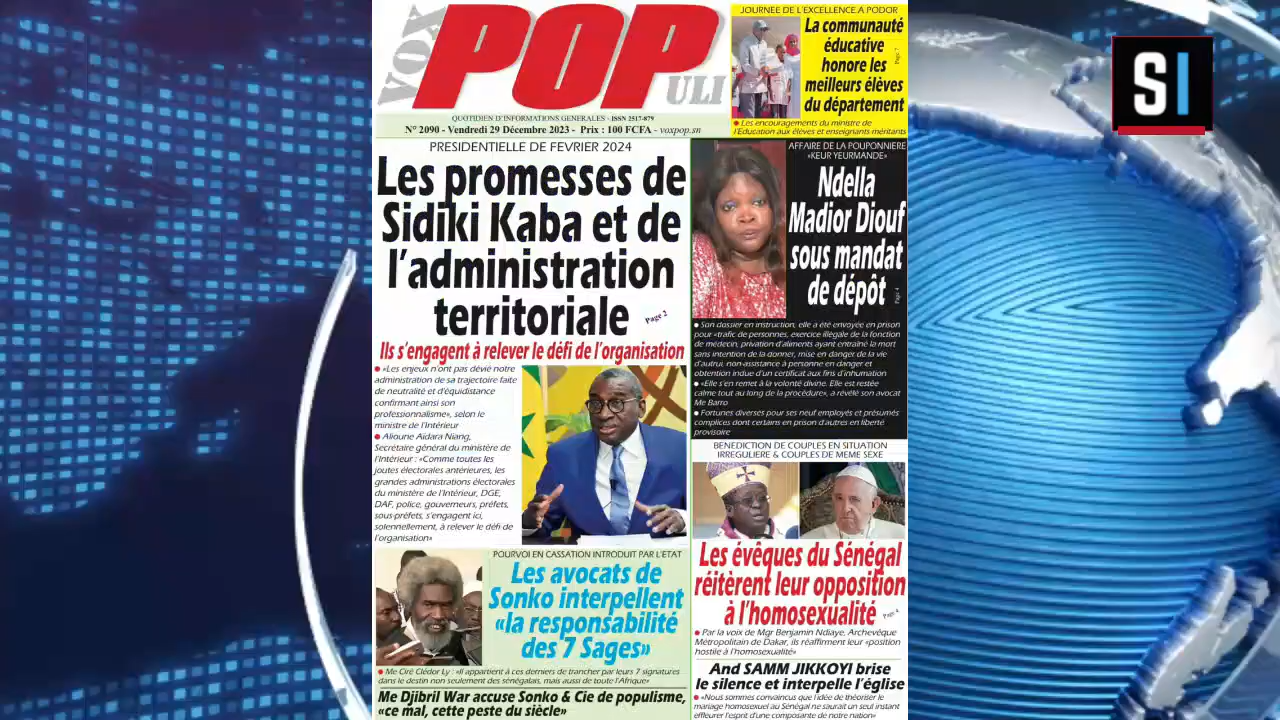 VOX
POP
ULI
QUOTIDIEN D'INFORMATIONS GENERALES - ISSN 2517-879
N° 2090 - Vendredi 29 Décembre 2023 - Prix : 100 FCFA - voxpop.sn
JOURNEE DE L'EXCELLENCE A PODOR
La communauté
éducative
honore les
meilleurs élèves
du département
Page 7
● Les encouragements du ministre de
l'Education aux élèves et enseignants méritants
SI
PRESIDENTIELLE DE FEVRIER 2024
Les promesses de
Sidiki Kaba et de
l'administration
territoriale
Page 2
Ils s'engagent à relever le défi de l'organisation
● «Les enjeux n'ont pas dévié notre
administration de sa trajectoire faite
de neutralité et d'équidistance
confirmant ainsi son
professionnalisme», selon le
ministre de l'Intérieur
● Alioune Aïdara Niang,
Secrétaire général du ministère de
l'Intérieur : «Comme toutes les
joutes électorales antérieures, les
grandes administrations électorales
du ministère de l'Intérieur, DGE,
DAF, police, gouverneurs, préfets,
sous-préfets, s'engagent ici,
solennellement, à relever le défi de
l'organisation»
AFFAIRE DE LA POUPONNIERE
«KEUR YEURMANDE»
Ndella
Madior Diouf
sous mandat
de dépôt
Page 4
● Son dossier en instruction, elle a été envoyée en prison
pour «trafic de personnes, exercice illégale de la fonction
de médecin, privation d'aliments ayant entraîné la mort
sans intention de la donner, mise en danger de la vie
d'autrui, non-assistance à personne en danger et
obtention indue d'un certificat aux fins d'inhumation
● «Elle s'en remet à la volonté divine. Elle est restée
calme tout au long de la procédure», a révélé son avocat
Me Barro
● Fortunes diverses pour ses neuf employés et présumés
complices dont certains en prison d'autres en liberté
provisoire
BENEDICTION DE COUPLES EN SITUATION
IRREGULIERE & COUPLES DE MEME SEXE
Les évêques du Sénégal
réitèrent leur opposition
à l'homosexualité
Page 4
● Par la voix de Mgr Benjamin Ndiaye, Archevêque
Métropolitain de Dakar, ils réaffirment leur «position
hostile à l'homosexualité»
And SAMM JIKKOYI brise
le silence et interpelle l'église
● «Nous sommes convaincus que l'idée de théoriser le
mariage homosexuel au Sénégal ne saurait un seul instant
effleurer l'esprit d'une composante de notre nation»
POURVOI EN CASSATION INTRODUIT PAR L'ETAT
Les avocats de
Sonko interpellent
«la responsabilité
des 7 Sages»
● Me Ciré Clédor Ly : «Il appartient à ces derniers de trancher par leurs 7 signatures
dans le destin non seulement des sénégalais, mais aussi de toute l'Afrique»
Me Djibril War accuse Sonko & Cie de populisme,
«ce mal, cette peste du siècle»